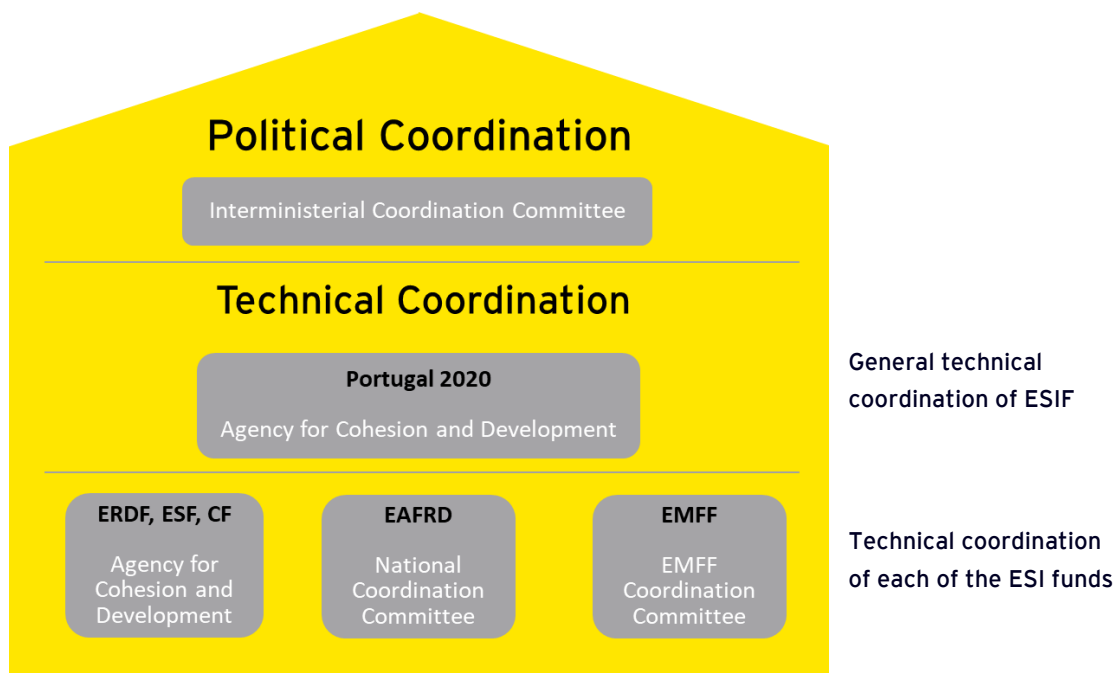 Political Coordination
Interministerial Coordination Committee
Technical Coordination
Portugal 2020
Agency for Cohesion and Development
General technical
coordination of ESIF
ERDF, ESF, CF
Agency for
Cohesion and
Development
EAFRD
National
Coordination
Committee
EMFF
EMFF
Coordination
Committee
Technical coordination
of each of the ESI funds